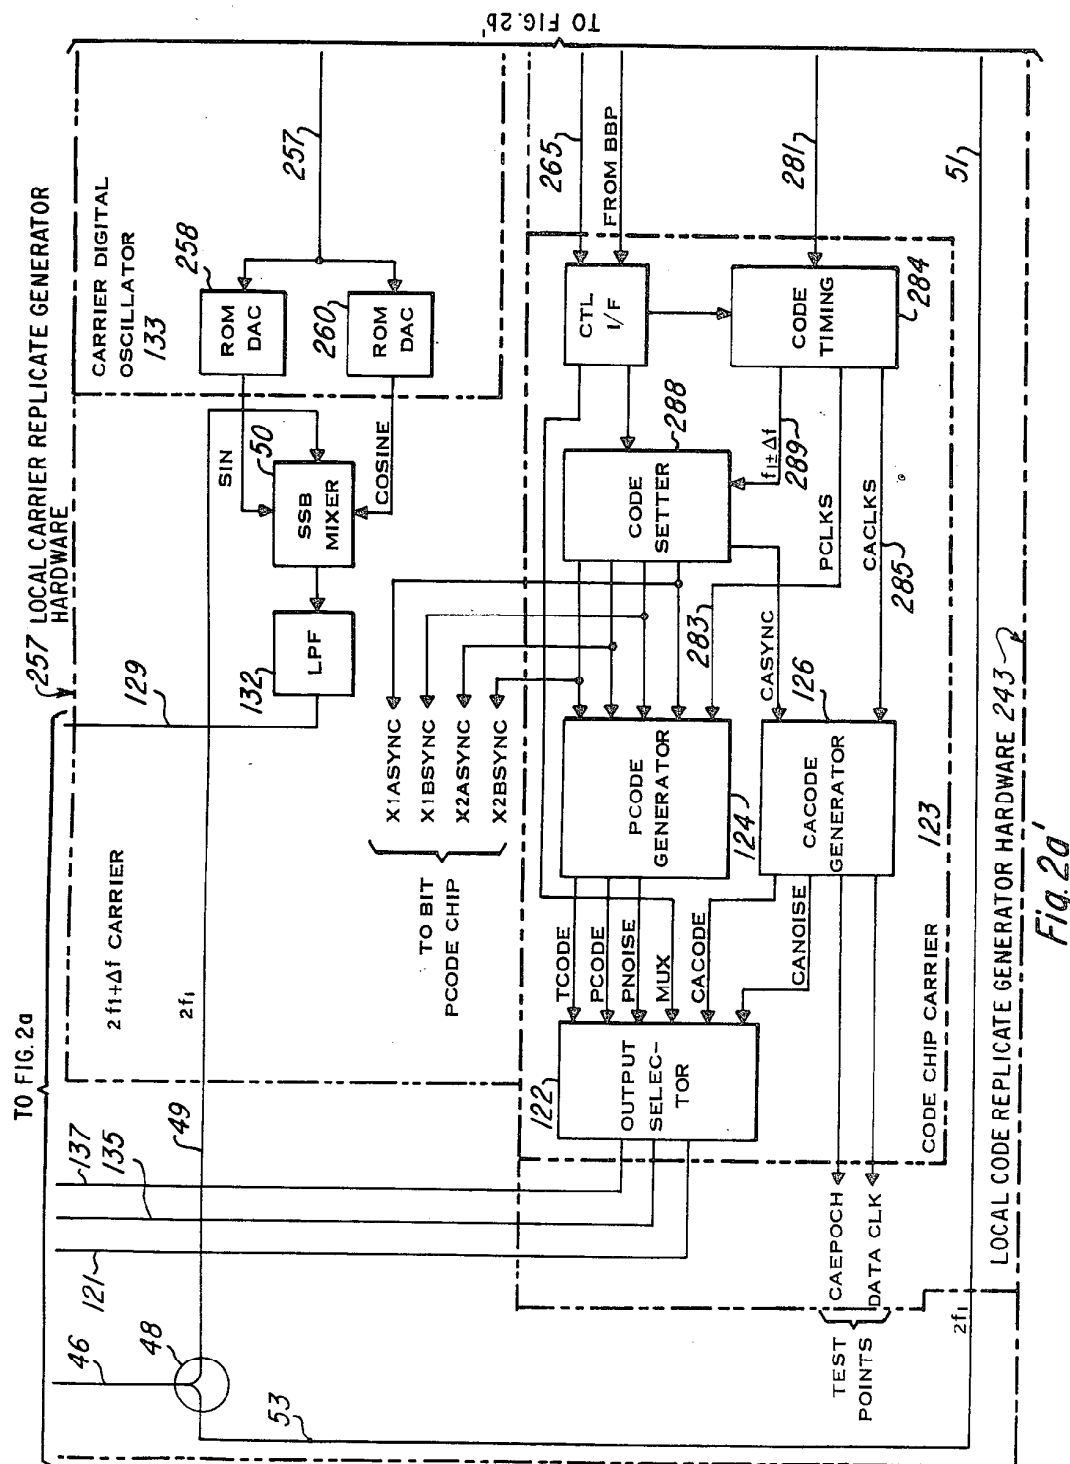 TO FIG. 2a
TO FIG. 2b'
257 LOCAL CARRIER REPLICATE GENERATOR
HARDWARE
46
48
53
121
135
137
49
129
2f₁±Δf CARRIER
2f₁
CARRIER DIGITAL
OSCILLATOR
133
258
ROM
DAC
260
ROM
DAC
257
SIN
COSINE
50
SSB
MIXER
132
LPF
X1ASYNC
X1BSYNC
X2ASYNC
X2BSYNC
TO BIT
PCODE CHIP
265
FROM BBP
281
51
CTL
I/F
CODE
TIMING
284
288
CODE
SETTER
f₁±Δf
289
PCLKS
CACLKS
285
283
CASYNC
126
PCODE
GENERATOR
124
CACODE
GENERATOR
123
TCODE
PCODE
PNOISE
MUX
CACODE
CANOISE
122
OUTPUT
SELEC-
TOR
CODE CHIP CARRIER
CAEPOCH
DATA CLK
TEST
POINTS
2f₁
LOCAL CODE REPLICATE GENERATOR HARDWARE 243
Fig. 2a'